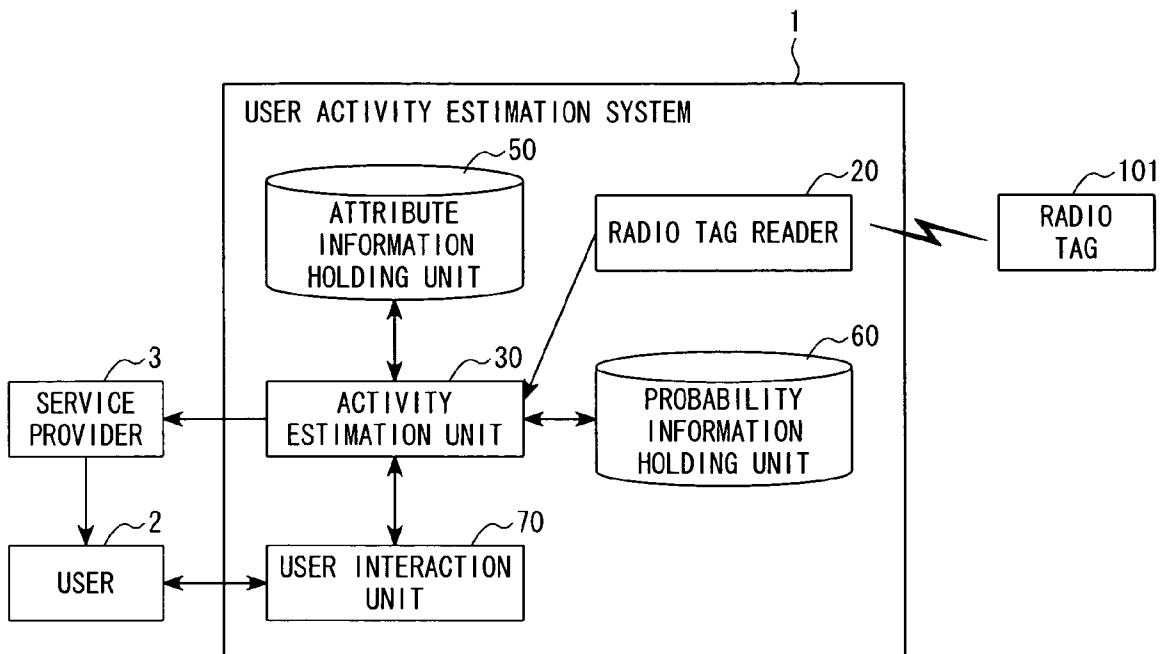 1
USER ACTIVITY ESTIMATION SYSTEM
50
ATTRIBUTE
INFORMATION
HOLDING UNIT
20
RADIO TAG READER
101
RADIO
TAG
3
SERVICE
PROVIDER
30
ACTIVITY
ESTIMATION UNIT
60
PROBABILITY
INFORMATION
HOLDING UNIT
2
USER
70
USER INTERACTION
UNIT